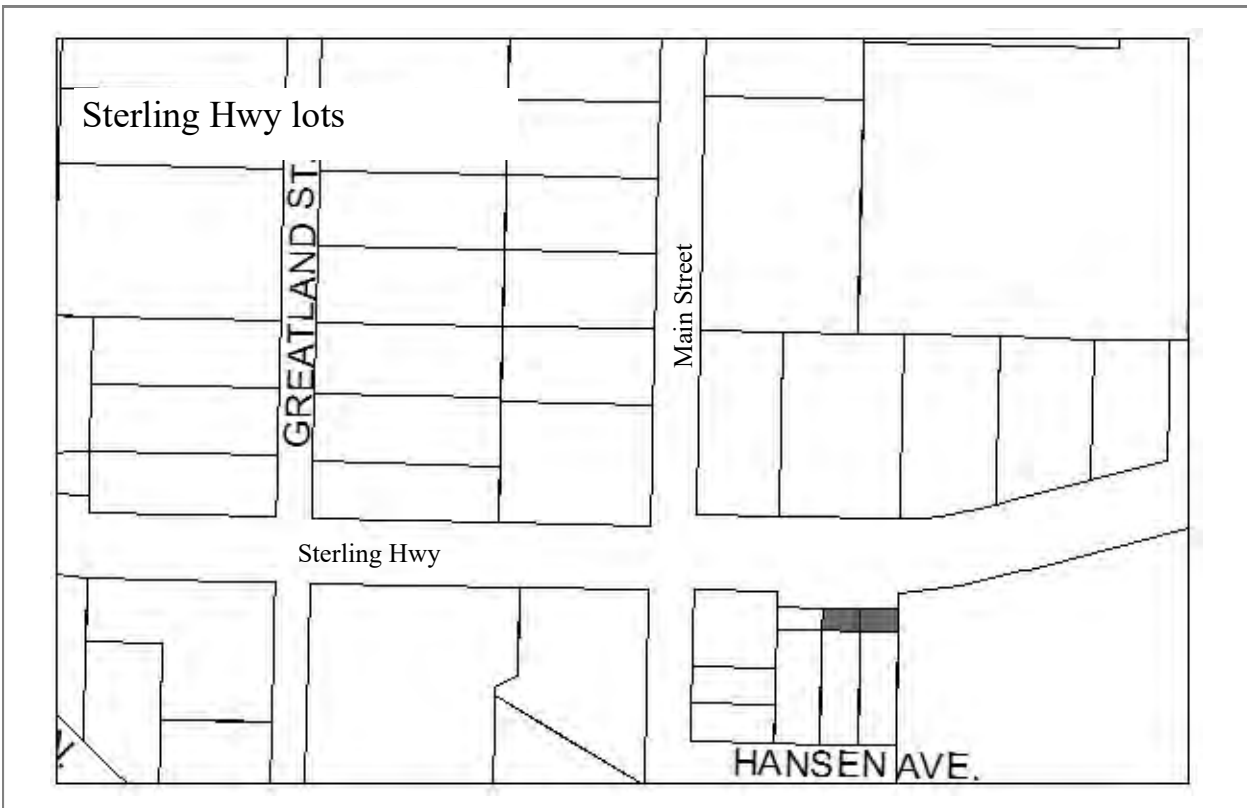 Sterling Hwy lots
GREATLAND ST.
Main Street
Sterling Hwy
HANSEN AVE.